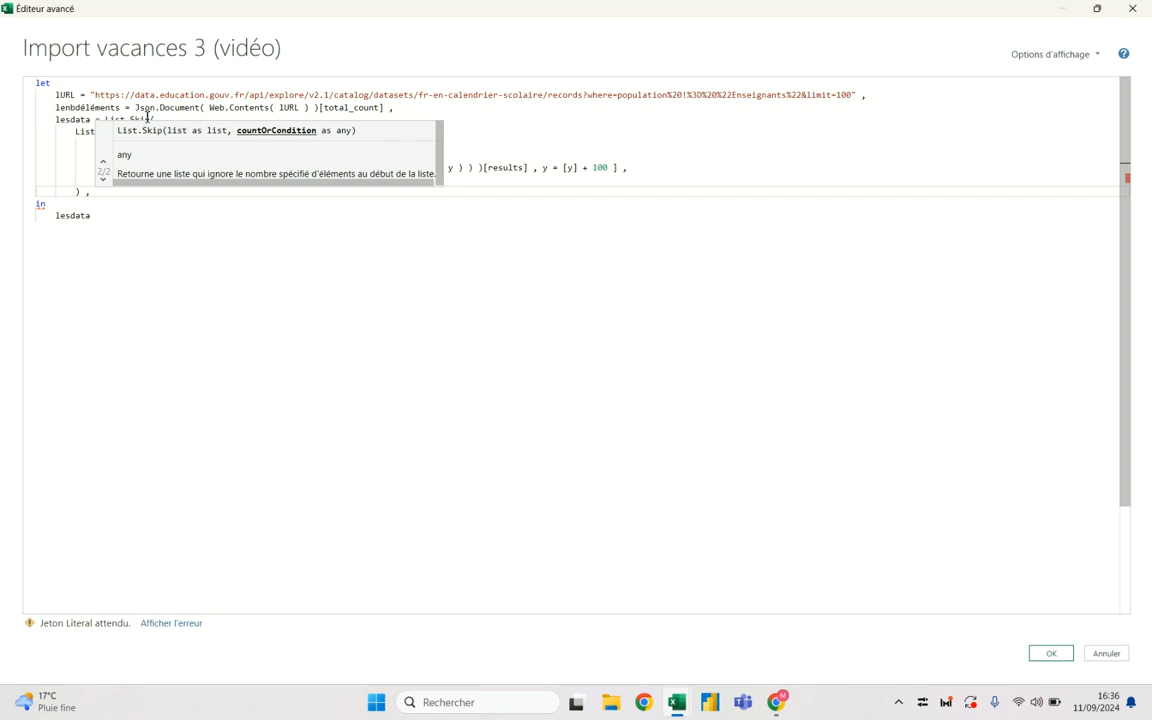 Éditeur avancé
Import vacances 3 (vidéo)
Options d'affichage
let
lURL = "https://data.education.gouv.fr/api/explore/v2.1/catalog/datasets/fr-en-calendrier-scolaire/records?where=population%20!%3D%20%22Enseignants%22&limit=100" ,
lenbdéléments = Json.Document( Web.Contents( lURL ) )[total_count] ,
lesdata = List.Skip(
List
List.Skip(list as list, countOrCondition as any)
any
2/2
Retourne une liste qui ignore le nombre spécifié d'éléments au début de la liste.
y ) ) )[results] , y = [y] + 100 ] ,
) ,
in
lesdata
Jeton Literal attendu. Afficher l'erreur
OK Annuler
17°C
Pluie fine
Rechercher
16:36
11/09/2024